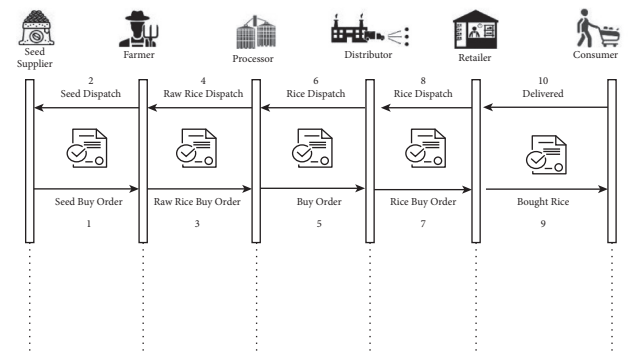 Seed
Supplier
Farmer
Processor
Distributor
Retailer
Consumer
2
Seed Dispatch
4
Raw Rice Dispatch
6
Rice Dispatch
8
Rice Dispatch
10
Delivered
Seed Buy Order
1
Raw Rice Buy Order
3
Buy Order
5
Rice Buy Order
7
Bought Rice
9